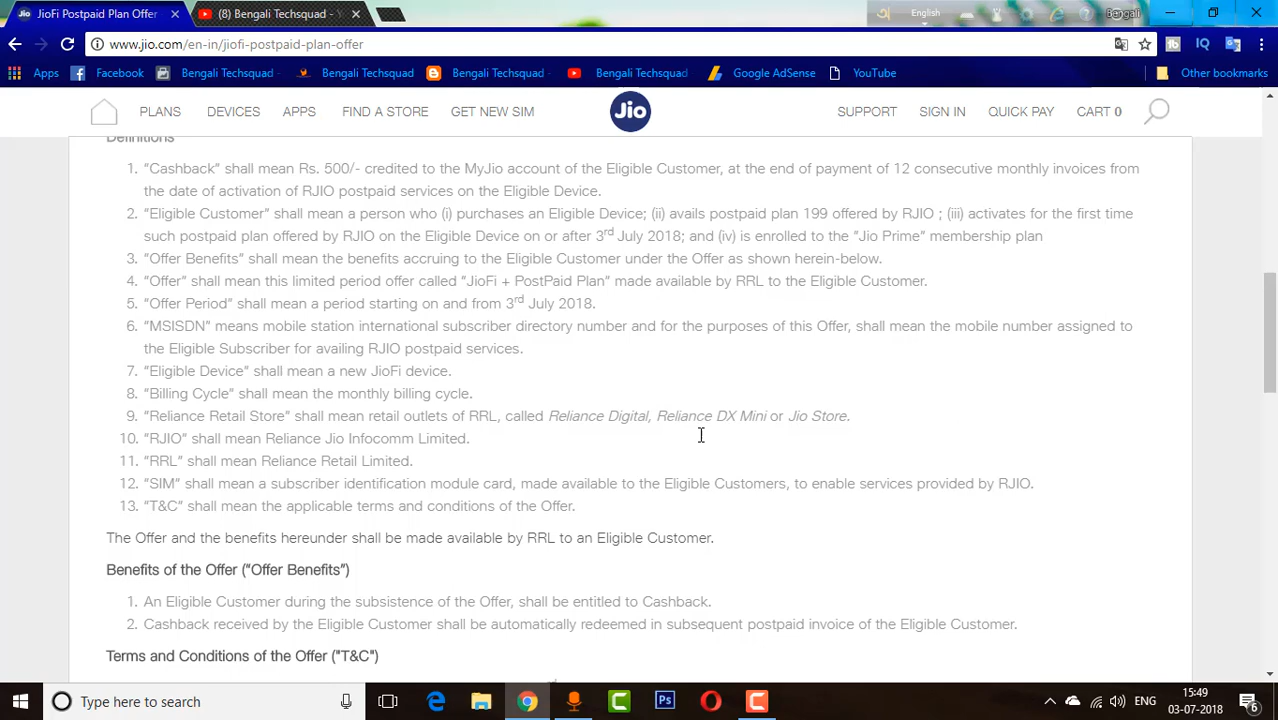 JioFi Postpaid Plan Offer
Bengali Techsquad - Y
English
Bengali
www.jio.com/en-in/jiofi-postpaid-plan-offer
IQ
Apps
Facebook
Bengali Techsquad
Bengali Techsquad
Bengali Techsquad
Bengali Techsquad
Google AdSense
YouTube
Other bookmarks
PLANS
DEVICES
APPS
FIND A STORE
GET NEW SIM
Jio
SUPPORT
SIGN IN
QUICK PAY
CART 0
Definitions
1. “Cashback” shall mean Rs. 500/- credited to the MyJio account of the Eligible Customer, at the end of payment of 12 consecutive monthly invoices from
the date of activation of RJIO postpaid services on the Eligible Device.
2. “Eligible Customer” shall mean a person who (i) purchases an Eligible Device; (ii) avails postpaid plan 199 offered by RJIO ; (iii) activates for the first time
such postpaid plan offered by RJIO on the Eligible Device on or after 3rd July 2018; and (iv) is enrolled to the “Jio Prime” membership plan
3. “Offer Benefits” shall mean the benefits accruing to the Eligible Customer under the Offer as shown herein-below.
4. “Offer” shall mean this limited period offer called “JioFi + PostPaid Plan” made available by RRL to the Eligible Customer.
5. “Offer Period” shall mean a period starting on and from 3rd July 2018.
6. “MSISDN” means mobile station international subscriber directory number and for the purposes of this Offer, shall mean the mobile number assigned to
the Eligible Subscriber for availing RJIO postpaid services.
7. “Eligible Device” shall mean a new JioFi device.
8. “Billing Cycle” shall mean the monthly billing cycle.
9. “Reliance Retail Store” shall mean retail outlets of RRL, called Reliance Digital, Reliance DX Mini or Jio Store.
10. “RJIO” shall mean Reliance Jio Infocomm Limited.
11. “RRL” shall mean Reliance Retail Limited.
12. “SIM” shall mean a subscriber identification module card, made available to the Eligible Customers, to enable services provided by RJIO.
13. “T&C” shall mean the applicable terms and conditions of the Offer.
The Offer and the benefits hereunder shall be made available by RRL to an Eligible Customer.
Benefits of the Offer (“Offer Benefits”)
1. An Eligible Customer during the subsistence of the Offer, shall be entitled to Cashback.
2. Cashback received by the Eligible Customer shall be automatically redeemed in subsequent postpaid invoice of the Eligible Customer.
Terms and Conditions of the Offer ("T&C")
Type here to search
Ps
ENG
15:49
03-07-2018
6